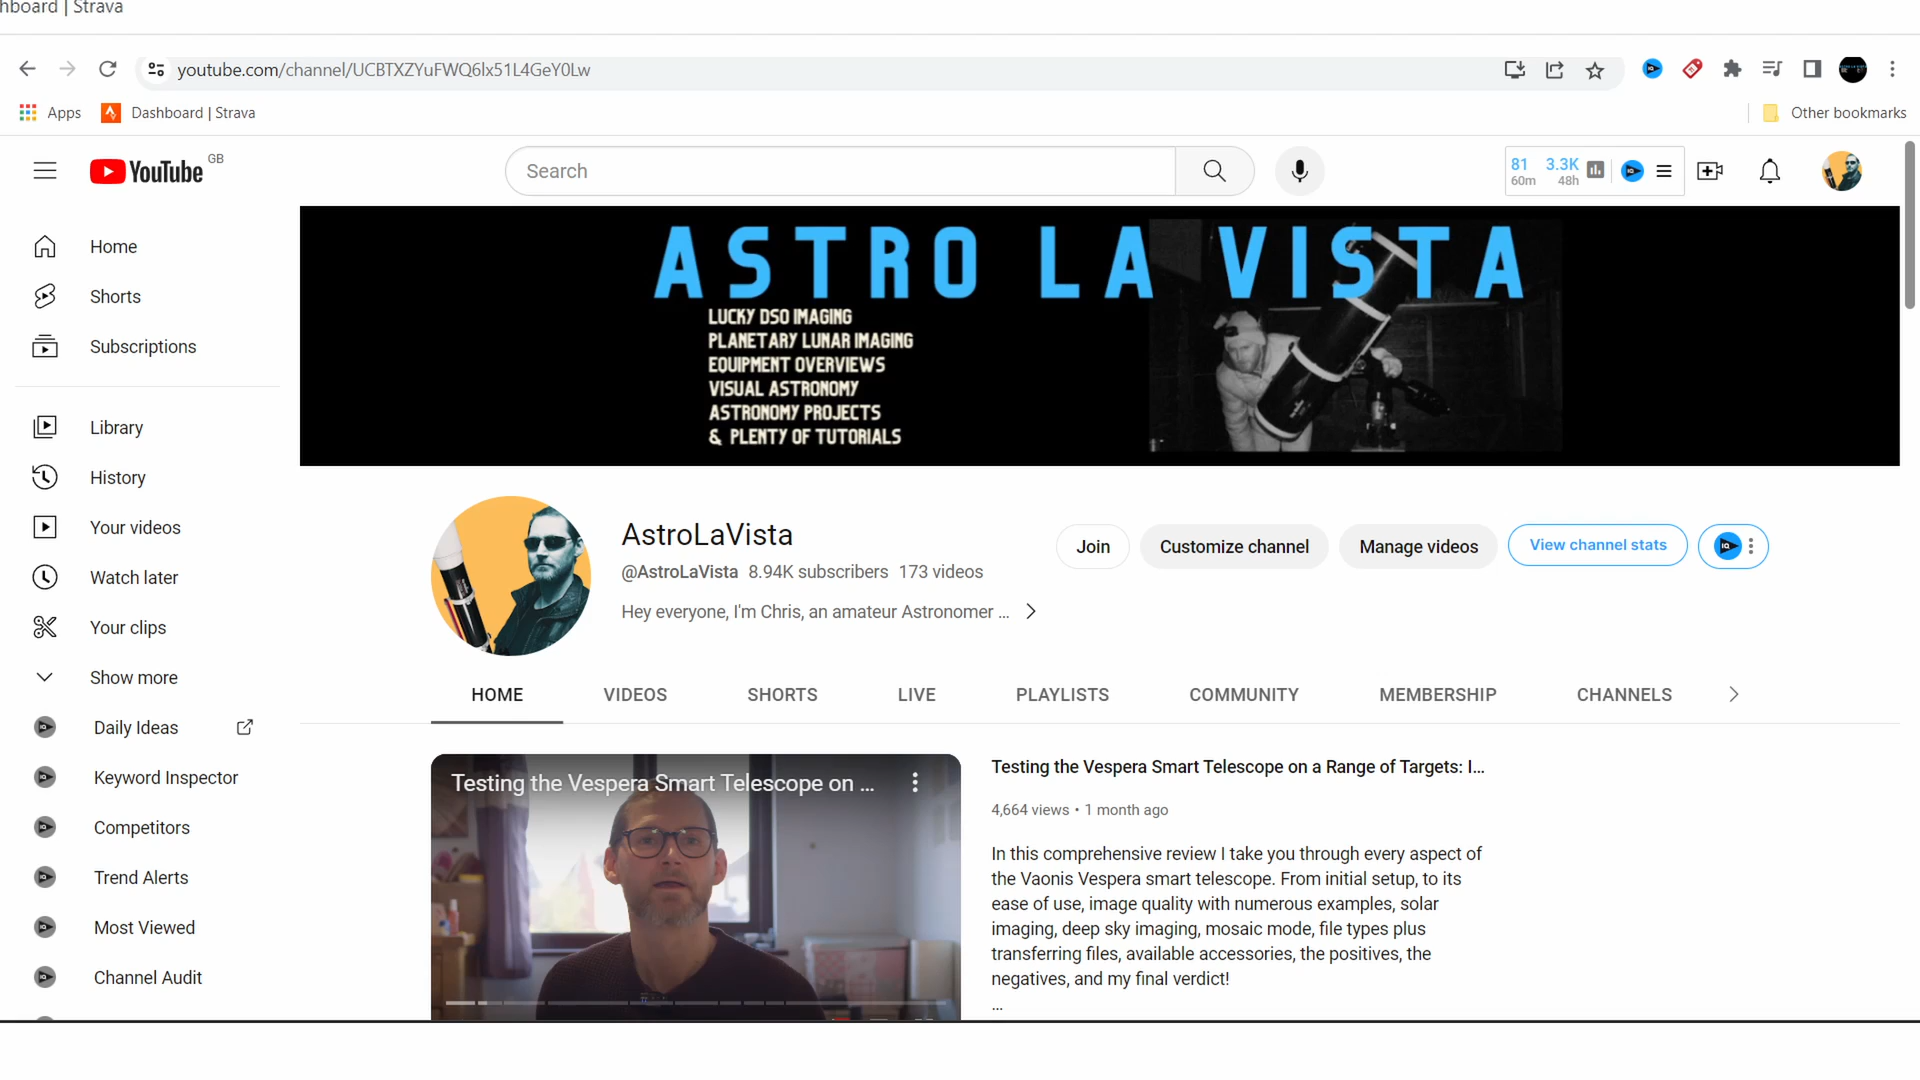 hboard | Strava
youtube.com/channel/UCBTXZYuFWQ6lx51L4GeY0Lw
Apps
Dashboard | Strava
Other bookmarks
YouTube GB
Search
81 60m
3.3K 48h
Home
Shorts
Subscriptions
Library
History
Your videos
Watch later
Your clips
Show more
Daily Ideas
Keyword Inspector
Competitors
Trend Alerts
Most Viewed
Channel Audit
ASTRO LA VISTA
LUCKY DSO IMAGING
PLANETARY LUNAR IMAGING
EQUIPMENT OVERVIEWS
VISUAL ASTRONOMY
ASTRONOMY PROJECTS
& PLENTY OF TUTORIALS
AstroLaVista
@AstroLaVista 8.94K subscribers 173 videos
Hey everyone, I'm Chris, an amateur Astronomer ...
Join
Customize channel
Manage videos
View channel stats
HOME
VIDEOS
SHORTS
LIVE
PLAYLISTS
COMMUNITY
MEMBERSHIP
CHANNELS
Testing the Vespera Smart Telescope on ...
Testing the Vespera Smart Telescope on a Range of Targets: I...
4,664 views • 1 month ago
In this comprehensive review I take you through every aspect of
the Vaonis Vespera smart telescope. From initial setup, to its
ease of use, image quality with numerous examples, solar
imaging, deep sky imaging, mosaic mode, file types plus
transferring files, available accessories, the positives, the
negatives, and my final verdict!
...